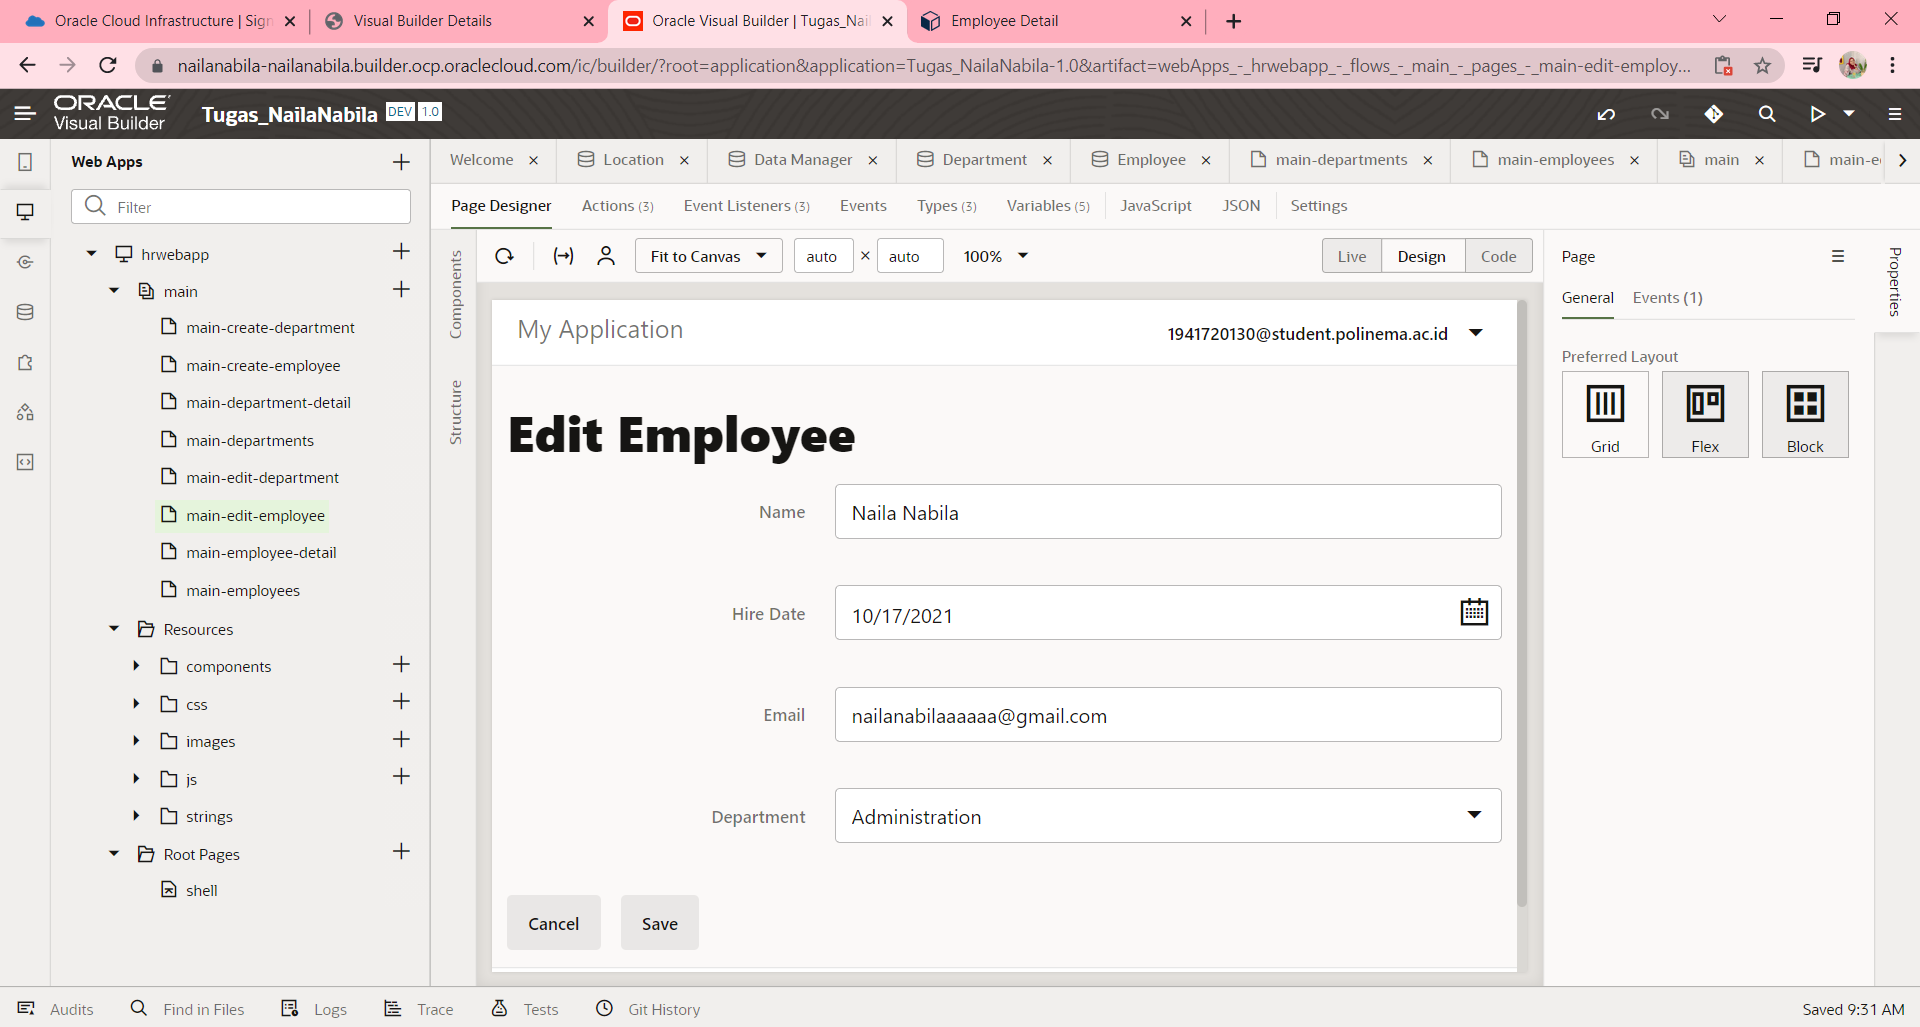 Oracle Cloud Infrastructure | Sign
Visual Builder Details
Oracle Visual Builder | Tugas_Nail
Employee Detail
nailanabila-nailanabila.builder.ocp.oraclecloud.com/ic/builder/?root=application&application=Tugas_NailaNabila-1.0&artifact=webApps_-_hrwebapp_-_flows_-_main_-_pages_-_main-edit-employ...
ORACLE
Visual Builder
Tugas_NailaNabila DEV 1.0
Web Apps
Filter
hrwebapp
main
main-create-department
main-create-employee
main-department-detail
main-departments
main-edit-department
main-edit-employee
main-employee-detail
main-employees
Resources
components
css
images
js
strings
Root Pages
shell
Welcome
Location
Data Manager
Department
Employee
main-departments
main-employees
main
main-e
Page Designer
Actions (3)
Event Listeners (3)
Events
Types (3)
Variables (5)
JavaScript
JSON
Settings
Components
Structure
Fit to Canvas
auto × auto
100%
Live
Design
Code
My Application
1941720130@student.polinema.ac.id
Edit Employee
Name
Naila Nabila
Hire Date
10/17/2021
Email
nailanabilaaaaaa@gmail.com
Department
Administration
Cancel
Save
Page
General
Events (1)
Preferred Layout
Grid
Flex
Block
Properties
Audits
Find in Files
Logs
Trace
Tests
Git History
Saved 9:31 AM